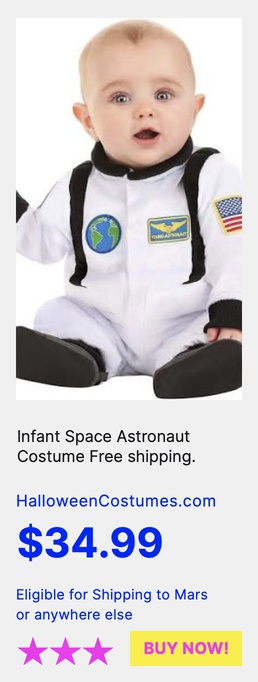 Infant Space Astronaut
Costume Free shipping.
HalloweenCostumes.com
$34.99
Eligible for Shipping to Mars
or anywhere else
BUY NOW!